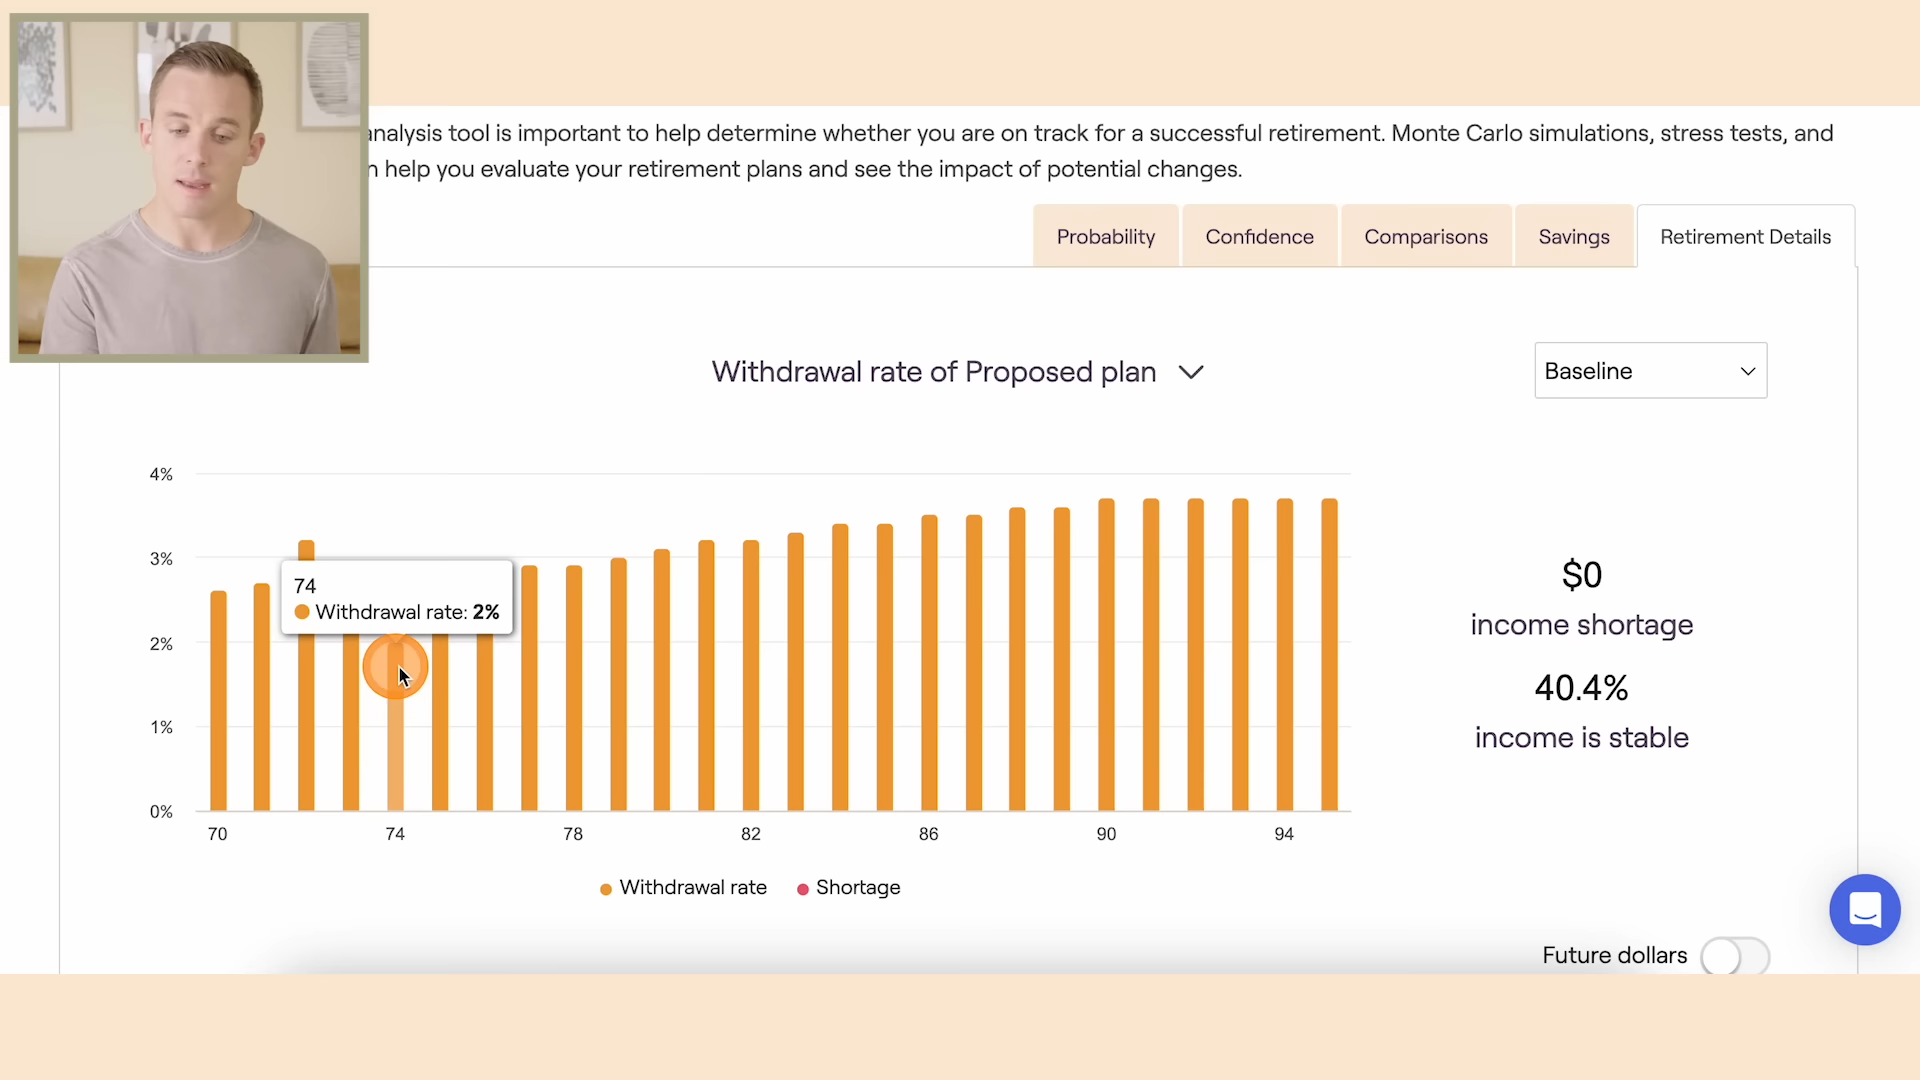 analysis tool is important to help determine whether you are on track for a successful retirement. Monte Carlo simulations, stress tests, and
help you evaluate your retirement plans and see the impact of potential changes.
Probability
Confidence
Comparisons
Savings
Retirement Details
Withdrawal rate of Proposed plan
Baseline
4%
3%
2%
1%
0%
74
Withdrawal rate: 2%
70
74
78
82
86
90
94
Withdrawal rate
Shortage
$0
income shortage
40.4%
income is stable
Future dollars